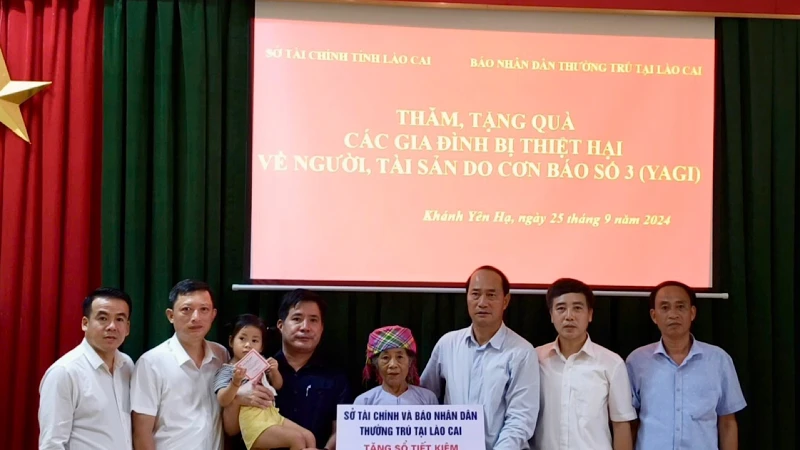 SỞ TÀI CHÍNH TỈNH LÀO CAI
BÁO NHÂN DÂN THƯỜNG TRÚ TẠI LÀO CAI
THĂM, TẶNG QUÀ
CÁC GIA ĐÌNH BỊ THIỆT HẠI
VỀ NGƯỜI, TÀI SẢN DO CƠN BÃO SỐ 3 (YAGI)
Khánh Yên Hạ, ngày 25 tháng 9 năm 2024
SỞ TÀI CHÍNH VÀ BÁO NHÂN DÂN
THƯỜNG TRÚ TẠI LÀO CAI
TẶNG SỔ TIẾT KIỆM